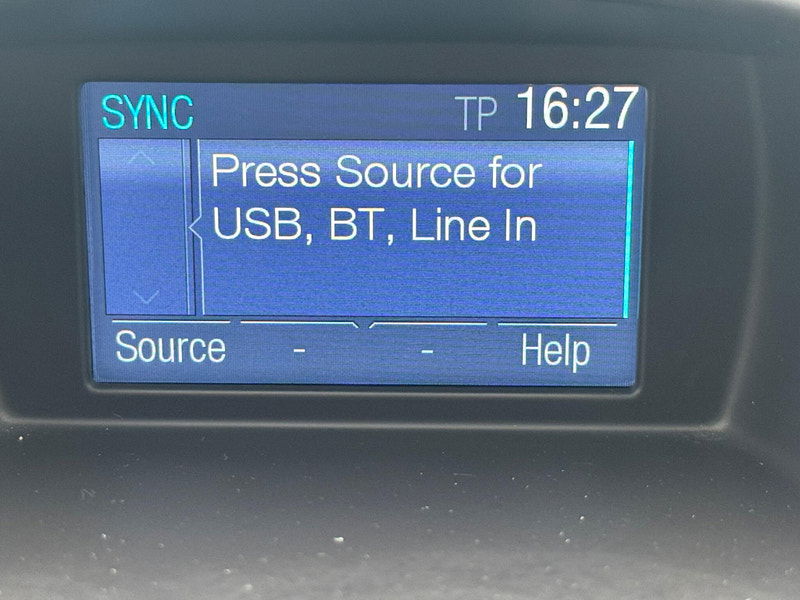 SYNC TP 16:27
Press Source for
USB, BT, Line In
Source - - Help